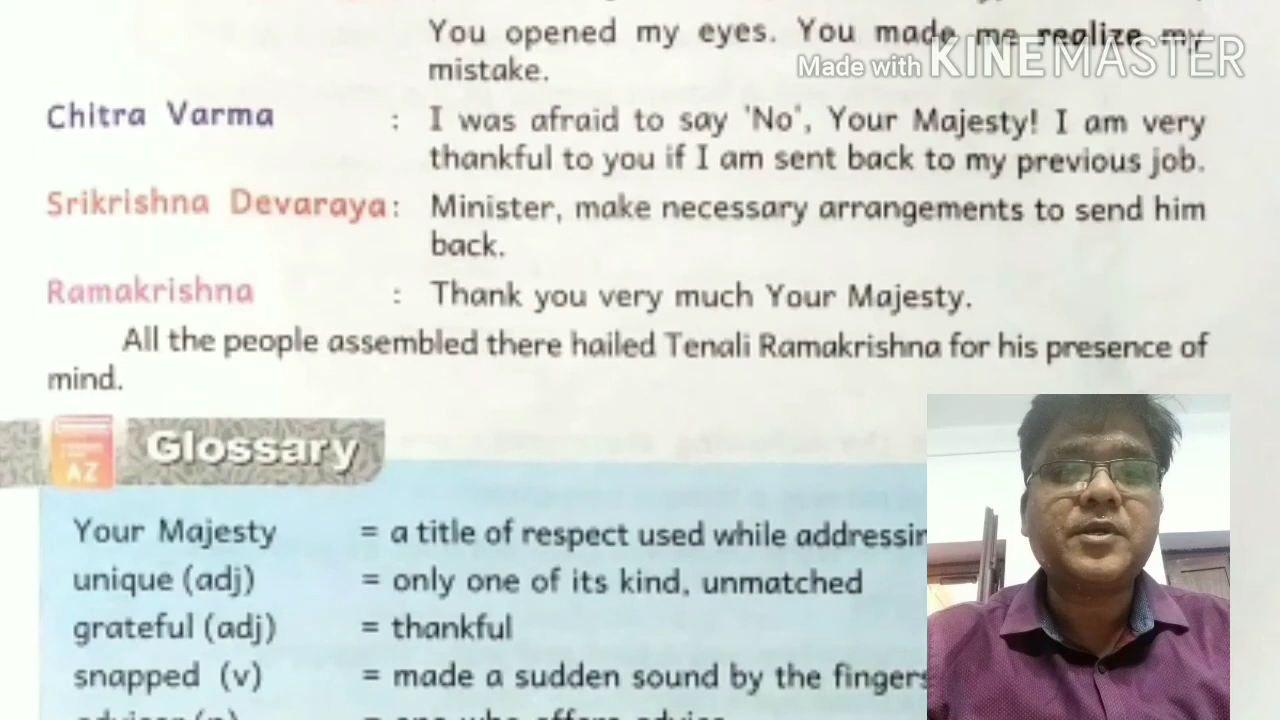 You opened my eyes. You made me realize my
Made with KINEMASTER
mistake.
Chitra Varma : I was afraid to say 'No', Your Majesty! I am very
thankful to you if I am sent back to my previous job.
Srikrishna Devaraya: Minister, make necessary arrangements to send him
back.
Ramakrishna : Thank you very much Your Majesty.
All the people assembled there hailed Tenali Ramakrishna for his presence of
mind.
AZ
Glossary
Your Majesty = a title of respect used while
unique (adj) = only one of its kind, unmatched
grateful (adj) = thankful
snapped (v) = made a sudden sound by the fingers